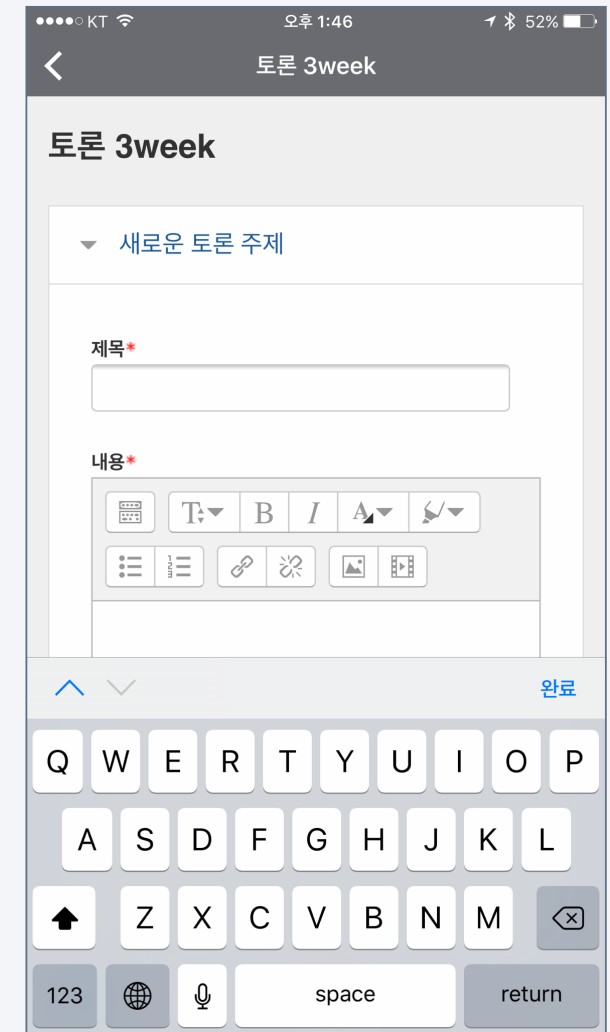 KT 오후 1:46 52%
토론 3week
토론 3week
새로운 토론 주제
제목*
내용*
T B I A
완료
Q W E R T Y U I O P
A S D F G H J K L
Z X C V B N M
123 space return